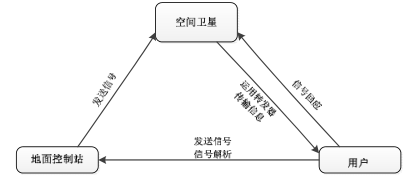 空间卫星
发送信号
运用转发器
传输信息
信号回应
发送信号
信号解析
地面控制站
用户